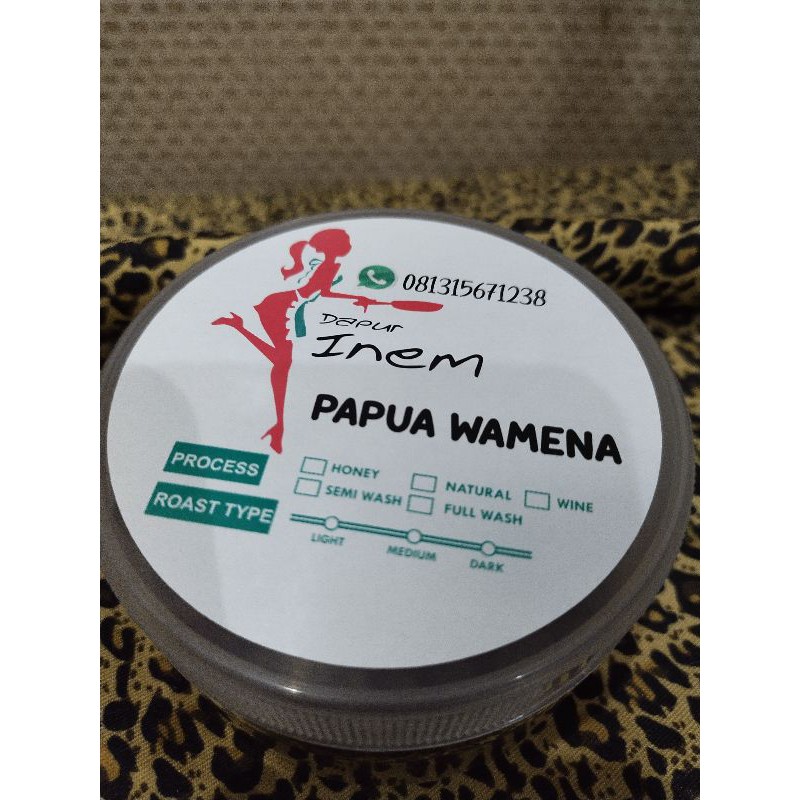 081315671238
Dapur
Inem
PAPUA WAMENA
PROCESS
HONEY
NATURAL
WINE
SEMI WASH
FULL WASH
ROAST TYPE
LIGHT
MEDIUM
DARK